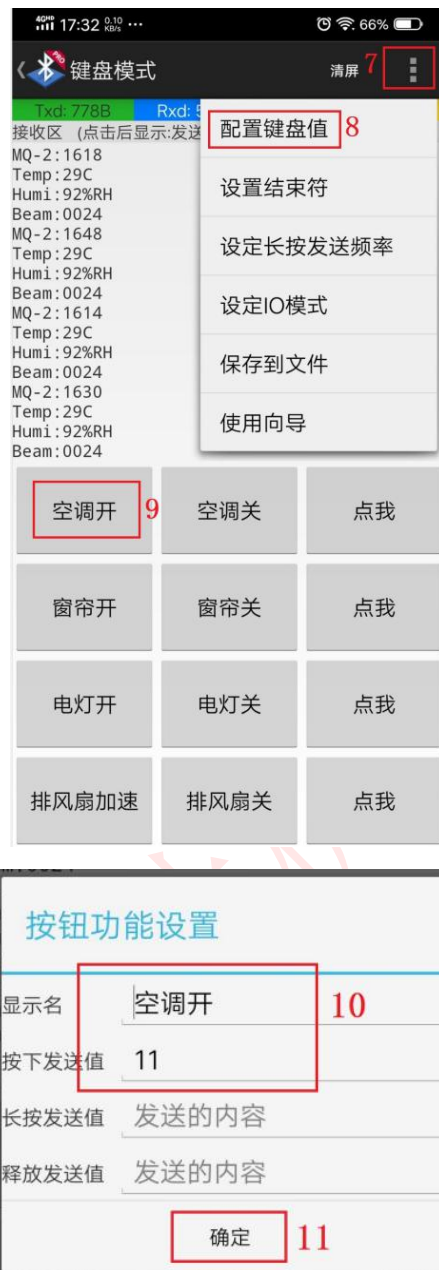 4GHD 17:32 0.10 KB/s ··· 66%
键盘模式 清屏 7
Txd: 778B Rxd:
接收区 (点击后显示:发送
MQ-2:1618
Temp:29C
Humi:92%RH
Beam:0024
MQ-2:1648
Temp:29C
Humi:92%RH
Beam:0024
MQ-2:1614
Temp:29C
Humi:92%RH
Beam:0024
MQ-2:1630
Temp:29C
Humi:92%RH
Beam:0024
配置键盘值 8
设置结束符
设定长按发送频率
设定IO模式
保存到文件
使用向导
空调开 9 空调关 点我
窗帘开 窗帘关 点我
电灯开 电灯关 点我
排风扇加速 排风扇关 点我
按钮功能设置
显示名 空调开 10
按下发送值 11
长按发送值 发送的内容
释放发送值 发送的内容
确定 11